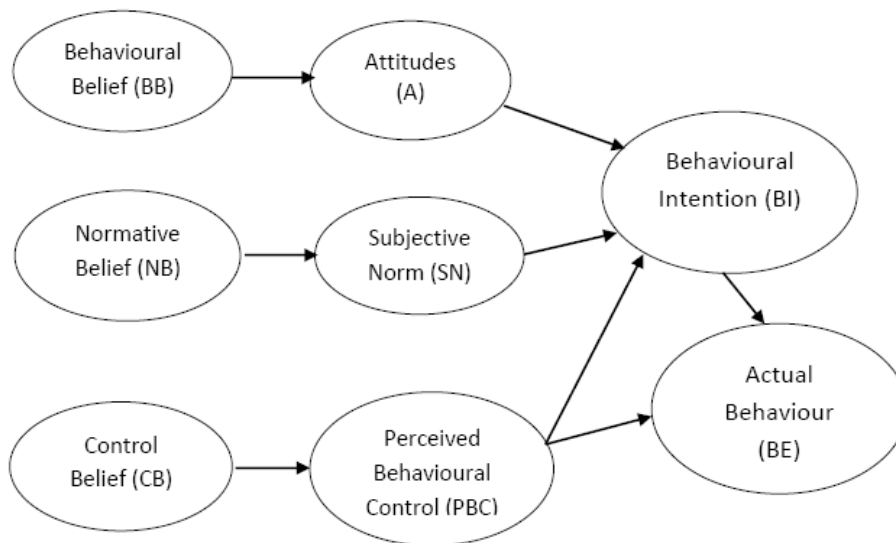 Behavioural
Belief (BB)
Attitudes
(A)
Behavioural
Intention (BI)
Normative
Belief (NB)
Subjective
Norm (SN)
Actual
Behaviour
(BE)
Control
Belief (CB)
Perceived
Behavioural
Control (PBC)